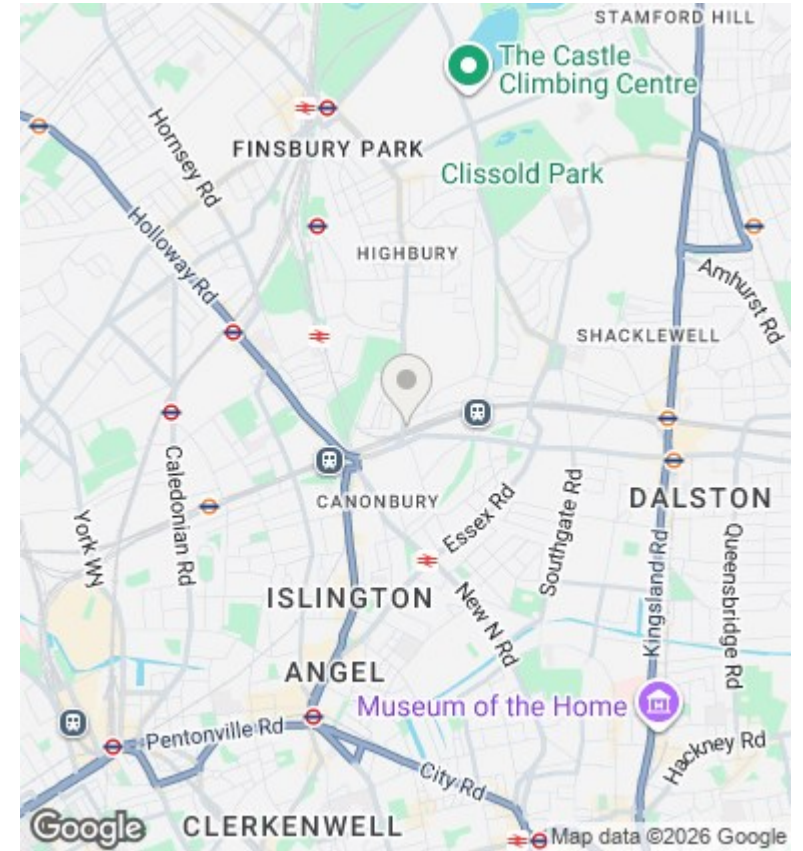 STAMFORD HILL
The Castle
Climbing Centre
Hornsey Rd
FINSBURY PARK
Clissold Park
Holloway Rd
HIGHBURY
Amhurst Rd
SHACKLEWELL
Caledonian Rd
CANONBURY
Essex Rd
Southgate Rd
DALSTON
York Wy
Kingsland Rd
Queensbridge Rd
ISLINGTON
New N Rd
ANGEL
Museum of the Home
Pentonville Rd
City Rd
Hackney Rd
Google
CLERKENWELL
Map data ©2026 Google